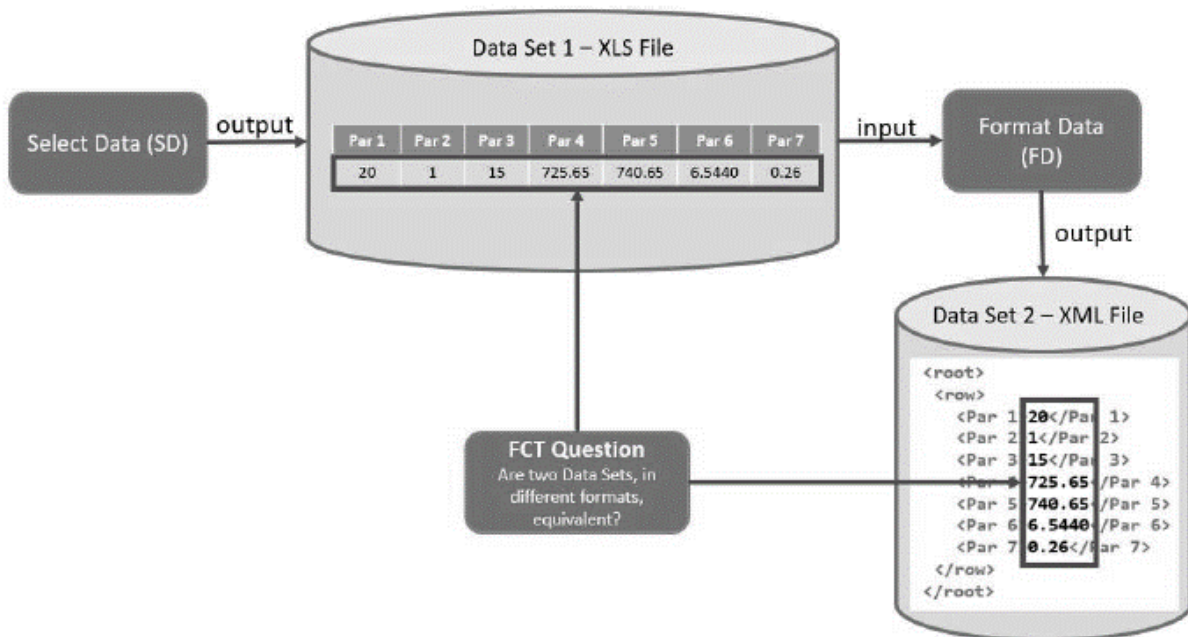 Data Set 1 – XLS File
Select Data (SD)
output
Par 1 Par 2 Par 3 Par 4 Par 5 Par 6 Par 7
20 1 15 725.65 740.65 6.5440 0.26
input
Format Data
(FD)
output
Data Set 2 – XML File
<root>
<row>
<Par 1 20</Par 1>
<Par 2 1</Par 2>
<Par 3 15</Par 3>
<Par 725.65</Par 4>
<Par 5 740.65</Par 5>
<Par 6 6.5440</Par 6>
<Par 7 0.26</Par 7>
</row>
</root>
FCT Question
Are two Data Sets, in
different formats,
equivalent?